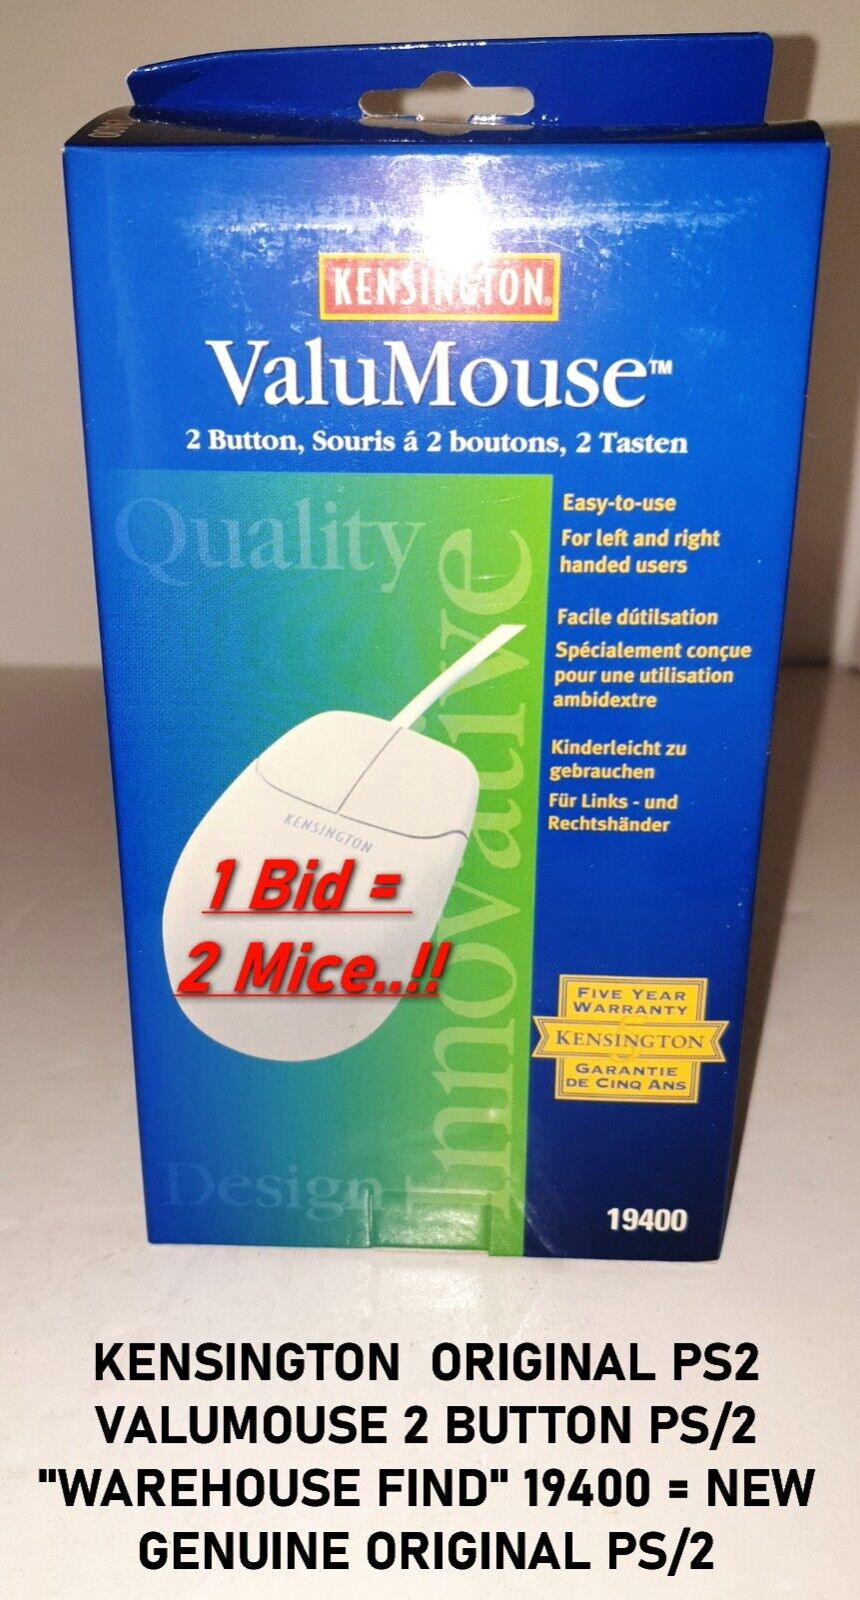 KENSINGTON®
ValuMouse™
2 Button, Souris á 2 boutons, 2 Tasten
Quality
Innovative
Design
Easy-to-use
For left and right
handed users
Facile dútilsation
Spécialement conçue
pour une utilisation
ambidextre
Kinderleicht zu
gebrauchen
Für Links - und
Rechtshänder
KENSINGTON
1 Bid =
2 Mice..!!
FIVE YEAR
WARRANTY
5
KENSINGTON
GARANTIE
DE CINQ ANS
19400
KENSINGTON ORIGINAL PS2
VALUMOUSE 2 BUTTON PS/2
"WAREHOUSE FIND" 19400 = NEW
GENUINE ORIGINAL PS/2